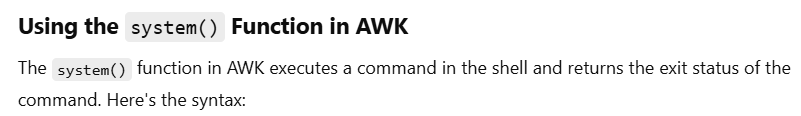 Using the system() Function in AWK
The system() function in AWK executes a command in the shell and returns the exit status of the
command. Here's the syntax: